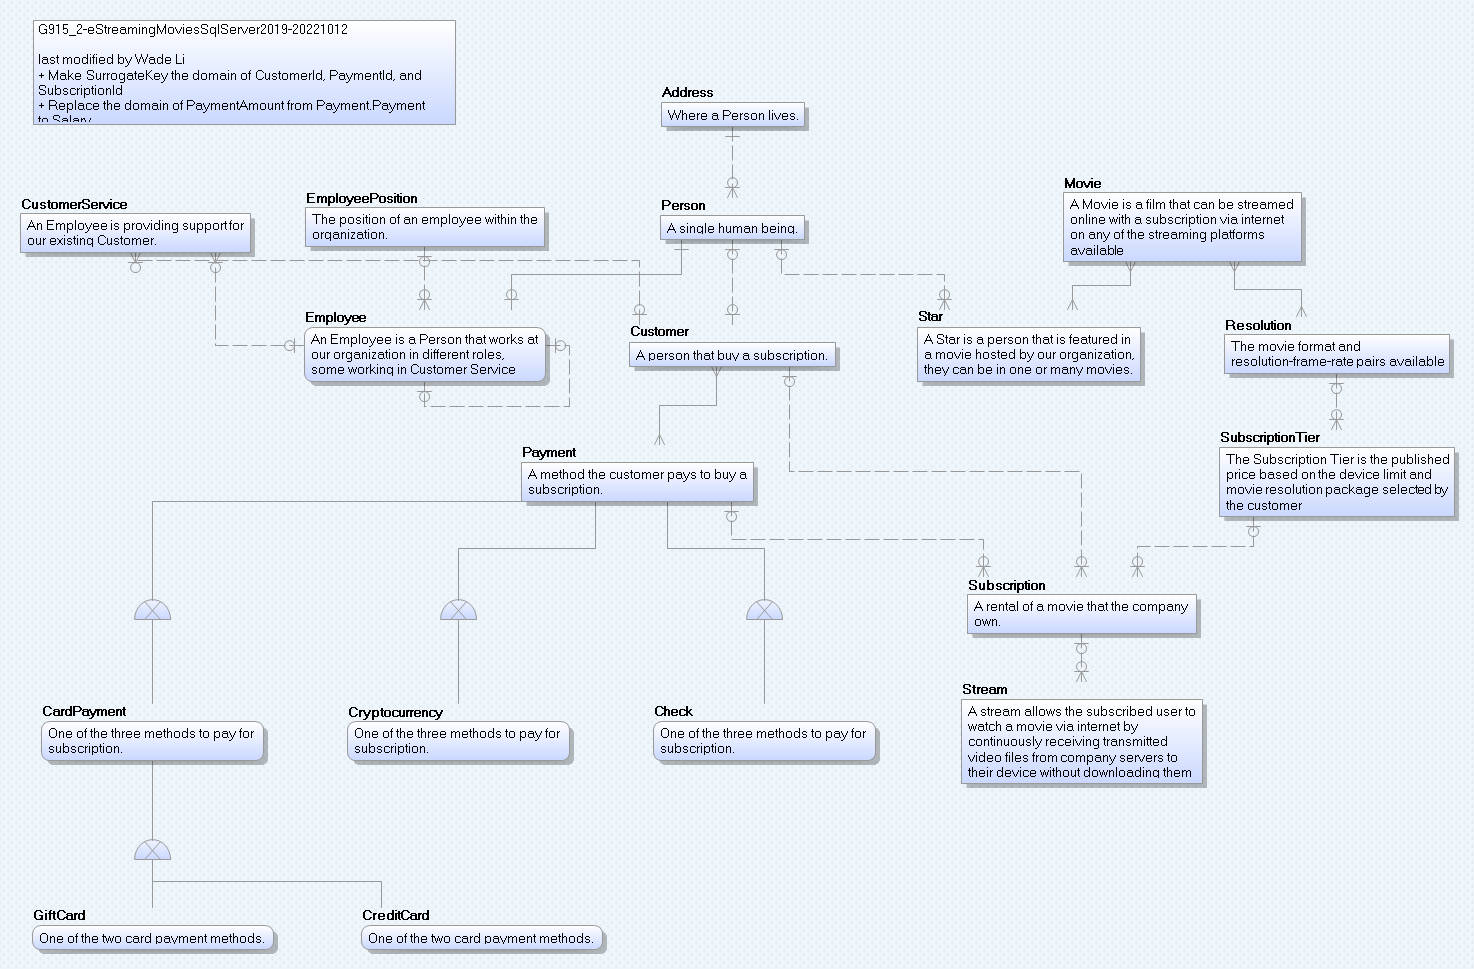 G915_2-eStreamingMoviesSqlServer2019-20221012
last modified by Wade Li
+ Make SurrogateKey the domain of CustomerId, PaymentId, and
SubscriptionId
+ Replace the domain of PaymentAmount from Payment.Payment
to Salary
Address
Where a Person lives.
CustomerService
An Employee is providing support for
our existing Customer.
EmployeePosition
The position of an employee within the
organization.
Person
A single human being.
Movie
A Movie is a film that can be streamed
online with a subscription via internet
on any of the streaming platforms
available
Employee
An Employee is a Person that works at
our organization in different roles,
some working in Customer Service
Customer
A person that buy a subscription.
Star
A Star is a person that is featured in
a movie hosted by our organization,
they can be in one or many movies.
Resolution
The movie format and
resolution-frame-rate pairs available
SubscriptionTier
The Subscription Tier is the published
price based on the device limit and
movie resolution package selected by
the customer
Payment
A method the customer pays to buy a
subscription.
Subscription
A rental of a movie that the company
own.
Stream
A stream allows the subscribed user to
watch a movie via internet by
continuously receiving transmitted
video files from company servers to
their device without downloading them
CardPayment
One of the three methods to pay for
subscription.
Cryptocurrency
One of the three methods to pay for
subscription.
Check
One of the three methods to pay for
subscription.
GiftCard
One of the two card payment methods.
CreditCard
One of the two card payment methods.